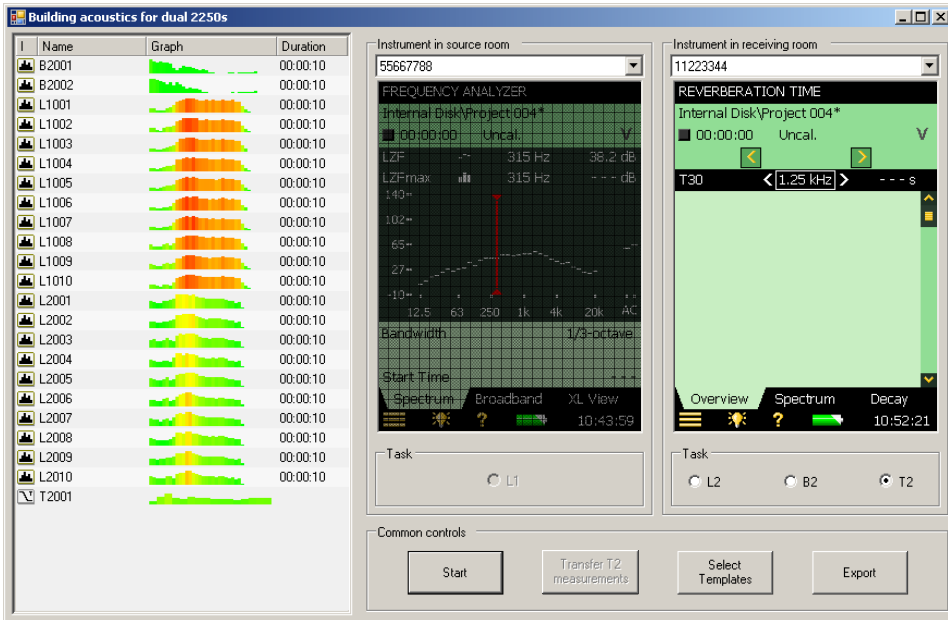 Building acoustics for dual 2250s
I Name Graph Duration
B2001 00:00:10
B2002 00:00:10
L1001 00:00:10
L1002 00:00:10
L1003 00:00:10
L1004 00:00:10
L1005 00:00:10
L1006 00:00:10
L1007 00:00:10
L1008 00:00:10
L1009 00:00:10
L1010 00:00:10
L2001 00:00:10
L2002 00:00:10
L2003 00:00:10
L2004 00:00:10
L2005 00:00:10
L2006 00:00:10
L2007 00:00:10
L2008 00:00:10
L2009 00:00:10
L2010 00:00:10
T2001
Instrument in source room
55667788
FREQUENCY ANALYZER
Internal Disk\Project 004*
00:00:00 Uncal. V
LZF 315 Hz 38.2 dB
LZFmax 315 Hz - - - dB
140
102
65
27
-10
12.5 63 250 1k 4k 20k AC
Bandwidth 1/3-octave
Start Time - - -
Spectrum Broadband XL View
? 10:43:59
Task
L1
Instrument in receiving room
11223344
REVERBERATION TIME
Internal Disk\Project 004*
00:00:00 Uncal. V
< >
T30 < 1.25 kHz > - - - s
Overview Spectrum Decay
? 10:52:21
Task
L2 B2 T2
Common controls
Start
Transfer T2
measurements
Select
Templates
Export